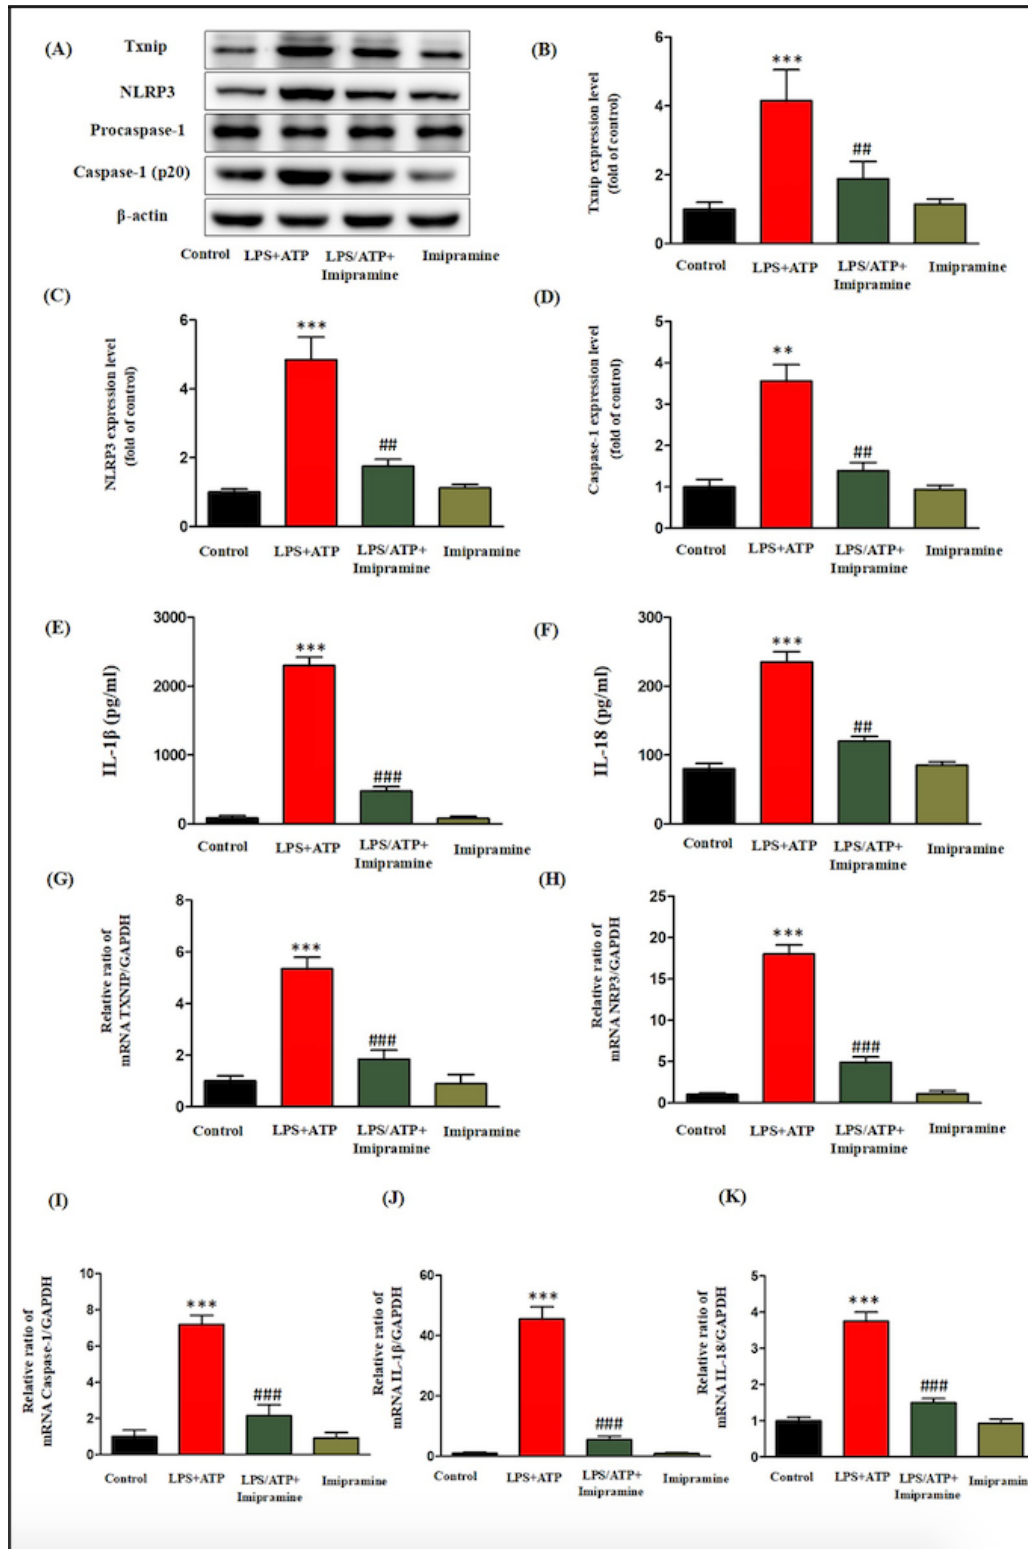 (A)
Txnip
NLRP3
Procaspase-1
Caspase-1 (p20)
β-actin
Control LPS+ATP LPS/ATP+ Imipramine
Imipramine
(B)
Txnip expression level
(fold of control)
6
4
2
0
***
##
Control LPS+ATP LPS/ATP+ Imipramine
Imipramine
(C)
NLRP3 expression level
(fold of control)
6
4
2
0
***
##
Control LPS+ATP LPS/ATP+ Imipramine
Imipramine
(D)
Caspase-1 expression level
(fold of control)
5
4
3
2
1
0
**
##
Control LPS+ATP LPS/ATP+ Imipramine
Imipramine
(E)
IL-1β (pg/ml)
3000
2000
1000
0
***
###
Control LPS+ATP LPS/ATP+ Imipramine
Imipramine
(F)
IL-18 (pg/ml)
300
200
100
0
***
##
Control LPS+ATP LPS/ATP+ Imipramine
Imipramine
(G)
Relative ratio of
mRNA TXNIP/GAPDH
8
6
4
2
0
***
###
Control LPS+ATP LPS/ATP+ Imipramine
Imipramine
(H)
Relative ratio of
mRNA NRP3/GAPDH
25
20
15
10
5
0
***
###
Control LPS+ATP LPS/ATP+ Imipramine
Imipramine
(I)
Relative ratio of
mRNA Caspase-1/GAPDH
10
8
6
4
2
0
***
###
Control LPS+ATP LPS/ATP+ Imipramine
Imipramine
(J)
Relative ratio of
mRNA IL-1β/GAPDH
60
40
20
0
***
###
Control LPS+ATP LPS/ATP+ Imipramine
Imipramine
(K)
Relative ratio of
mRNA IL-18/GAPDH
5
4
3
2
1
0
***
###
Control LPS+ATP LPS/ATP+ Imipramin
Imipramine